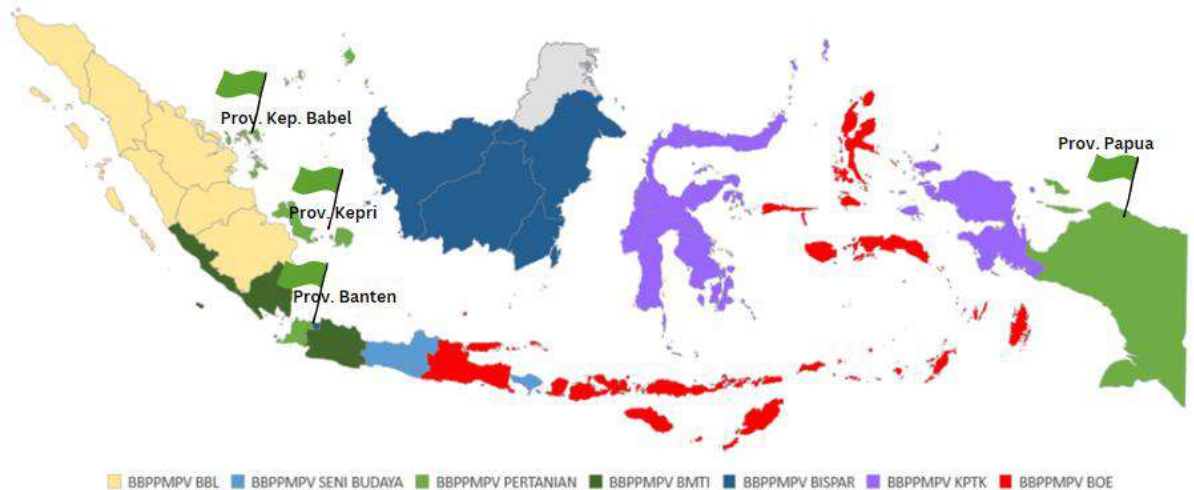 Prov. Kep. Babel
Prov. Papua
Prov. Kepri
Prov. Banten
BBPPMPV BBL BBPPMPV SENI BUDAYA BBPPMPV PERTANIAN BBPPMPV BMTI BBPPMPV BISPAR BBPPMPV KPTK BBPPMPV BOE